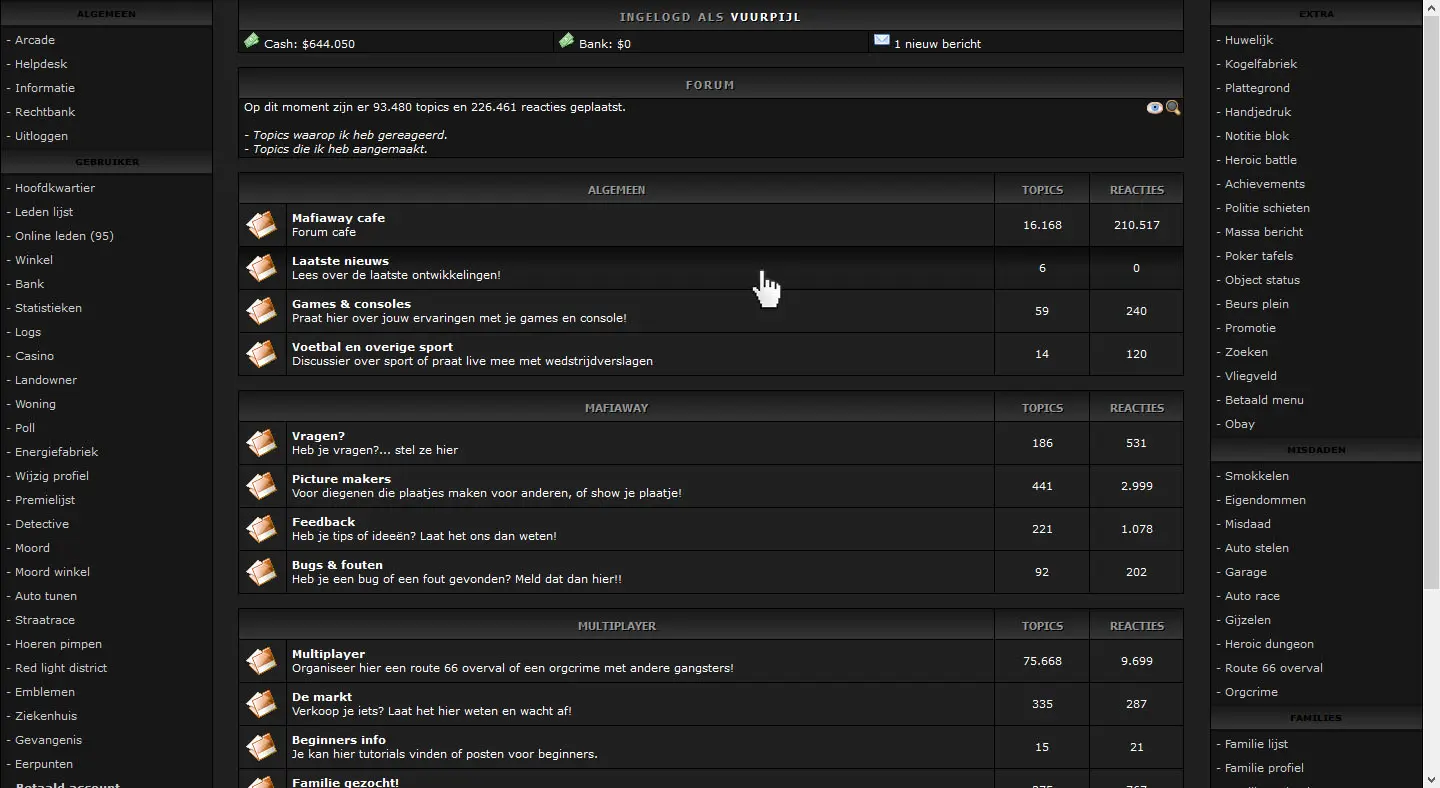 ALGEMEEN
- Arcade
- Helpdesk
- Informatie
- Rechtbank
- Uitloggen
GEBRUIKER
- Hoofdkwartier
- Leden lijst
- Online leden (95)
- Winkel
- Bank
- Statistieken
- Logs
- Casino
- Landowner
- Woning
- Poll
- Energiefabriek
- Wijzig profiel
- Premielijst
- Detective
- Moord
- Moord winkel
- Auto tunen
- Straatrace
- Hoeren pimpen
- Red light district
- Emblemen
- Ziekenhuis
- Gevangenis
- Eerpunten
- Betaald account
INGELOGD ALS VUURPIJL
Cash: $644.050
Bank: $0
1 nieuw bericht
FORUM
Op dit moment zijn er 93.480 topics en 226.461 reacties geplaatst.
- Topics waarop ik heb gereageerd.
- Topics die ik heb aangemaakt.
ALGEMEEN TOPICS REACTIES
Mafiaway cafe
Forum cafe
16.168 210.517
Laatste nieuws
Lees over de laatste ontwikkelingen!
6 0
Games & consoles
Praat hier over jouw ervaringen met je games en console!
59 240
Voetbal en overige sport
Discussier over sport of praat live mee met wedstrijdverslagen
14 120
MAFIAWAY TOPICS REACTIES
Vragen?
Heb je vragen?... stel ze hier
186 531
Picture makers
Voor diegenen die plaatjes maken voor anderen, of show je plaatje!
441 2.999
Feedback
Heb je tips of ideeën? Laat het ons dan weten!
221 1.078
Bugs & fouten
Heb je een bug of een fout gevonden? Meld dat dan hier!!
92 202
MULTIPLAYER TOPICS REACTIES
Multiplayer
Organiseer hier een route 66 overval of een orgcrime met andere gangsters!
75.668 9.699
De markt
Verkoop je iets? Laat het hier weten en wacht af!
335 287
Beginners info
Je kan hier tutorials vinden of posten voor beginners.
15 21
Familie gezocht!
EXTRA
- Huwelijk
- Kogelfabriek
- Plattegrond
- Handjedruk
- Notitie blok
- Heroic battle
- Achievements
- Politie schieten
- Massa bericht
- Poker tafels
- Object status
- Beurs plein
- Promotie
- Zoeken
- Vliegveld
- Betaald menu
- Obay
MISDADEN
- Smokkelen
- Eigendommen
- Misdaad
- Auto stelen
- Garage
- Auto race
- Gijzelen
- Heroic dungeon
- Route 66 overval
- Orgcrime
FAMILIES
- Familie lijst
- Familie profiel